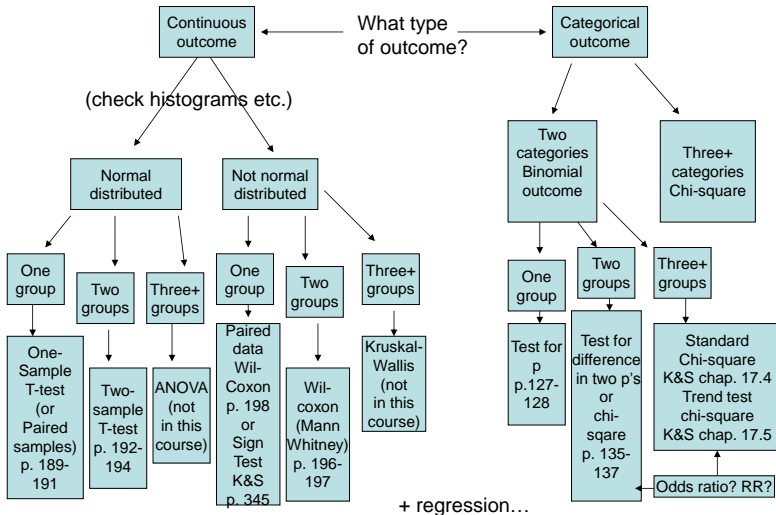 Continuous
outcome
What type
of outcome?
Categorical
outcome
(check histograms etc.)
Normal
distributed
Not normal
distributed
Two
categories
Binomial
outcome
Three+
categories
Chi-square
One
group
Two
groups
Three+
groups
One
group
Two
groups
Three+
groups
One
group
Two
groups
Three+
groups
One-
Sample
T-test
(or
Paired
samples)
p. 189-
191
Two-
sample
T-test
p. 192-
194
ANOVA
(not
in this
course)
Paired
data
Wil-
Coxon
p. 198
or
Sign
Test
K&S
p. 345
Wil-
coxon
(Mann
Whitney)
p. 196-
197
Kruskal-
Wallis
(not
in this
course)
Test for
p
p.127-
128
Test for
difference
in two p's
or
chi-
sqare
p. 135-
137
Standard
Chi-square
K&S chap. 17.4
Trend test
chi-square
K&S chap. 17.5
Odds ratio? RR?
+ regression…